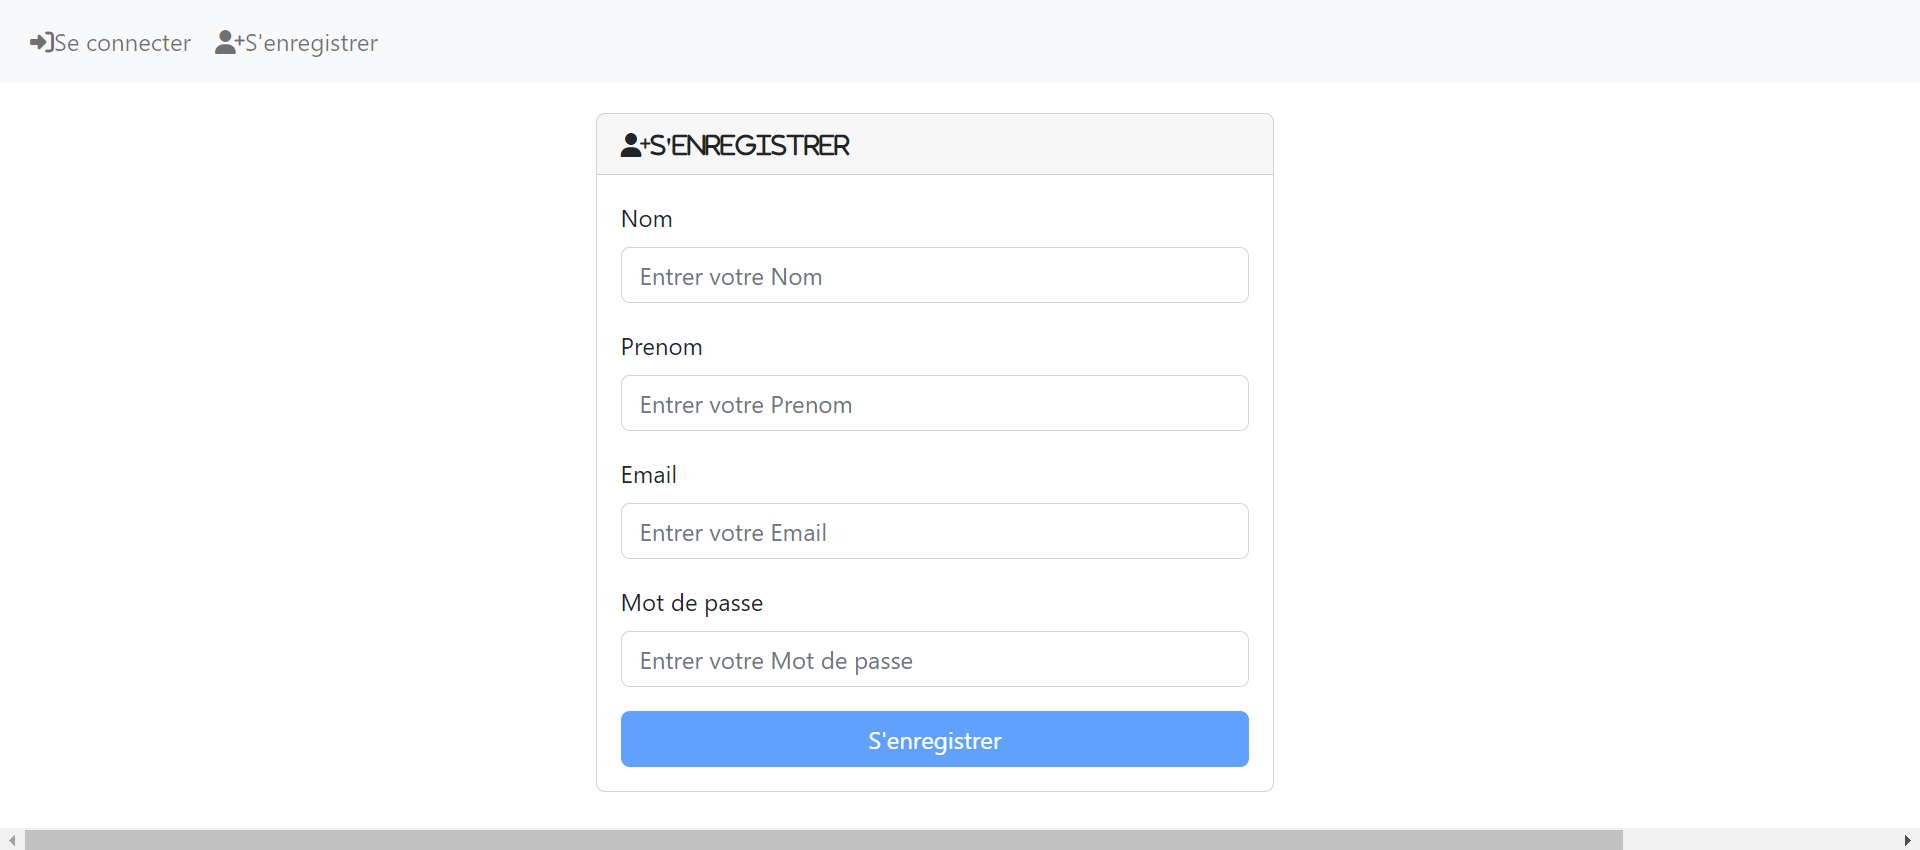 Se connecter S'enregistrer
S'ENREGISTRER
Nom
Entrer votre Nom
Prenom
Entrer votre Prenom
Email
Entrer votre Email
Mot de passe
Entrer votre Mot de passe
S'enregistrer